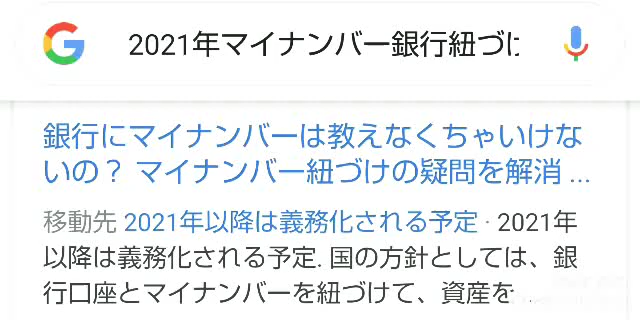 2021年マイナンバー銀行紐づけ
銀行にマイナンバーは教えなくちゃいけな
いの？ マイナンバー紐づけの疑問を解消 ...
移動先 2021年以降は義務化される予定 · 2021年
以降は義務化される予定. 国の方針としては、銀
行口座とマイナンバーを紐づけて、資産を